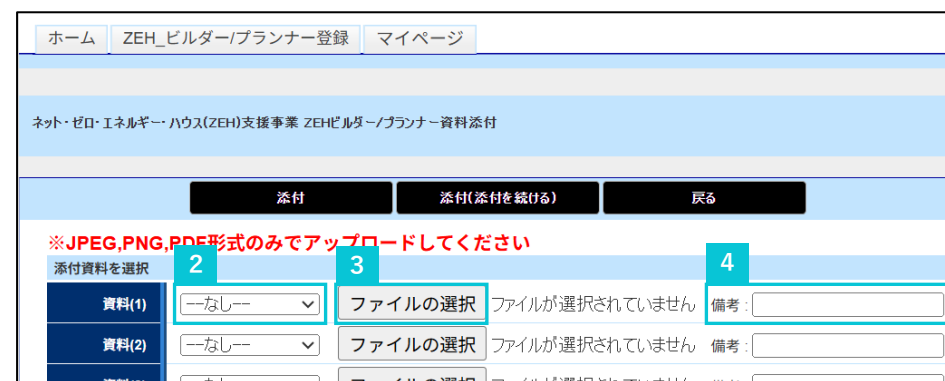 ホーム ZEH_ビルダー/プランナー登録 マイページ
ネット・ゼロ・エネルギー・ハウス(ZEH)支援事業 ZEHビルダー/プランナー資料添付
添付 添付(添付を続ける) 戻る
※JPEG,PNG,PDF形式のみでアップロードしてください
添付資料を選択 2 3 4
資料(1) --なし-- ファイルの選択 ファイルが選択されていません 備考:
資料(2) --なし-- ファイルの選択 ファイルが選択されていません 備考: